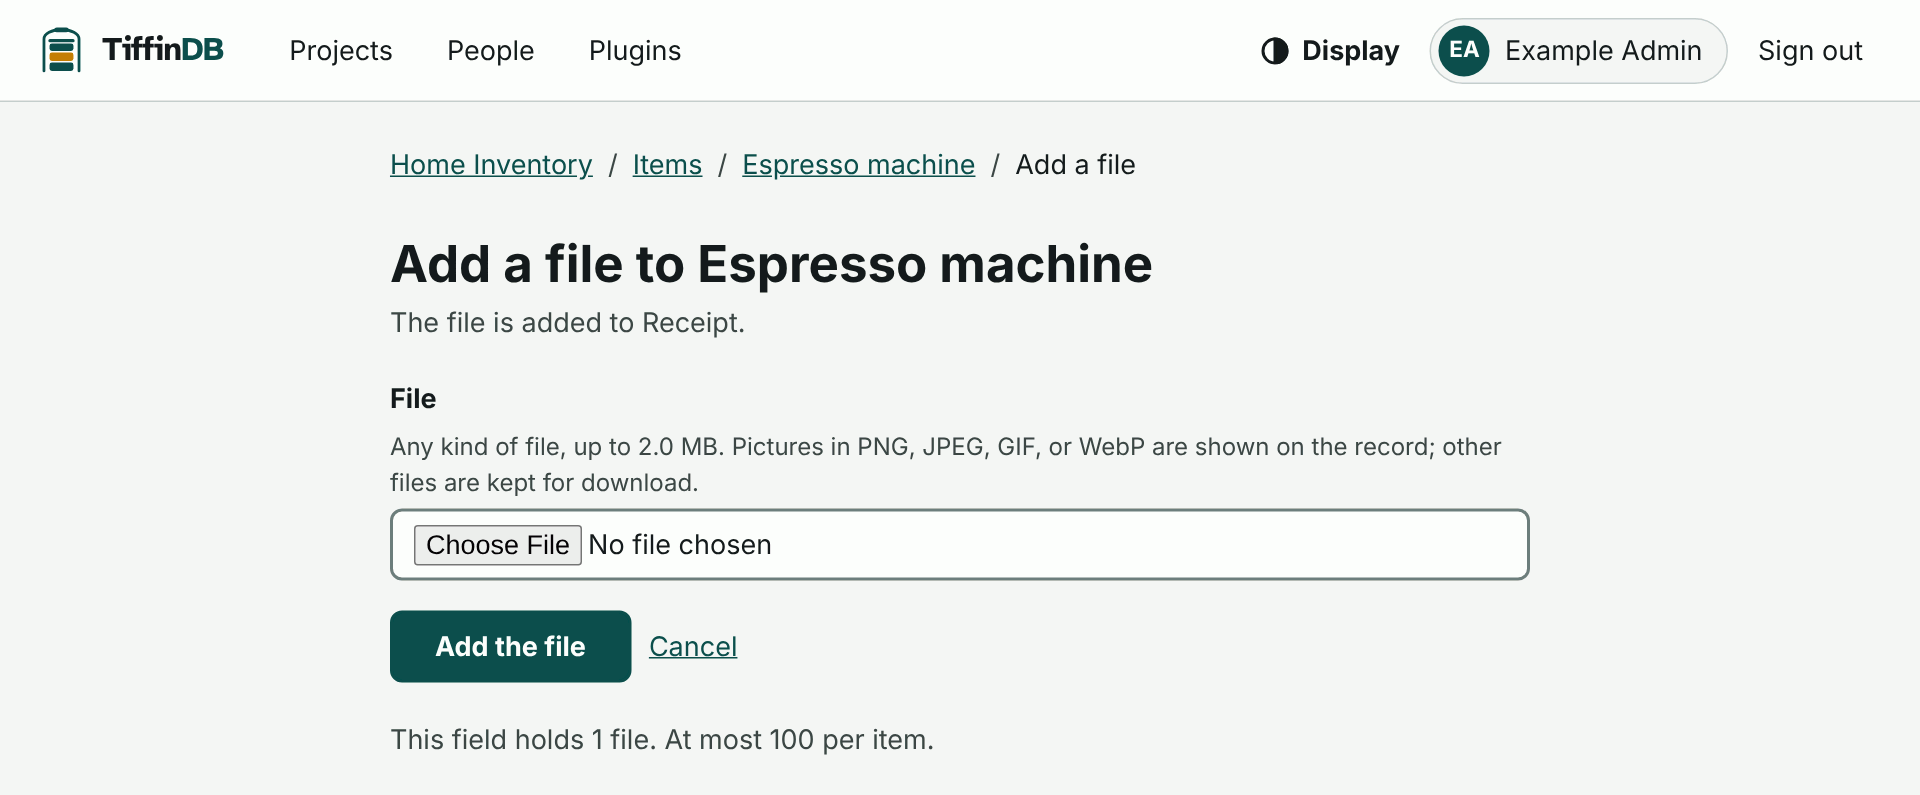 TiffinDB
Projects
People
Plugins
Display
EA
Example Admin
Sign out
Home Inventory / Items / Espresso machine / Add a file
Add a file to Espresso machine
The file is added to Receipt.
File
Any kind of file, up to 2.0 MB. Pictures in PNG, JPEG, GIF, or WebP are shown on the record; other
files are kept for download.
Choose File No file chosen
Add the file
Cancel
This field holds 1 file. At most 100 per item.